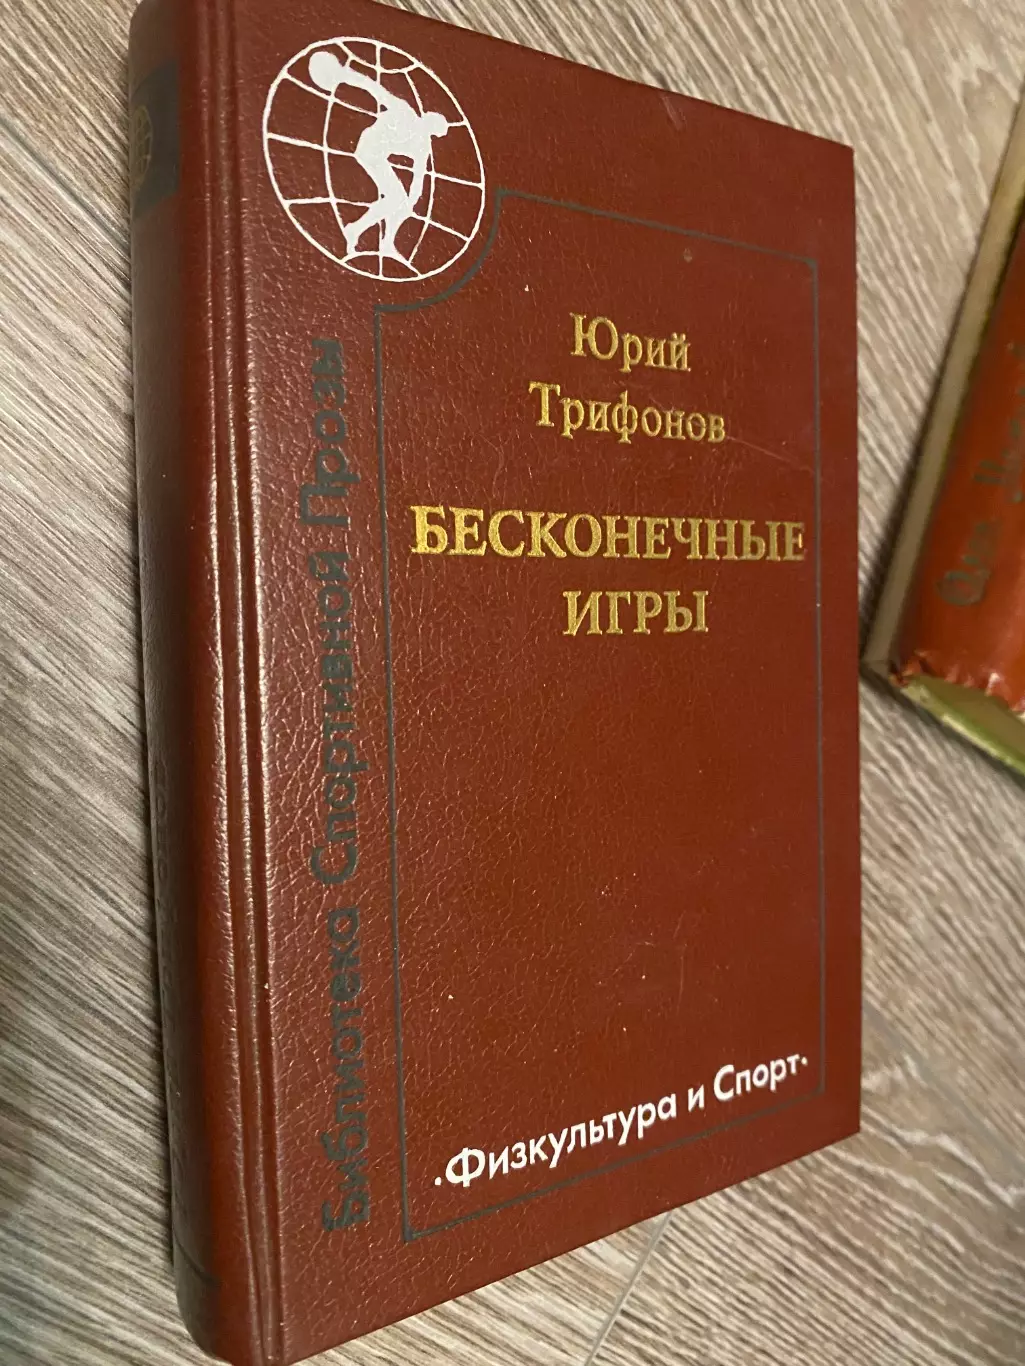 Юрий
Трифонов
БЕСКОНЕЧНЫЕ
ИГРЫ
Библиотека Спортивной Прозы
·Физкультура и Спорт·